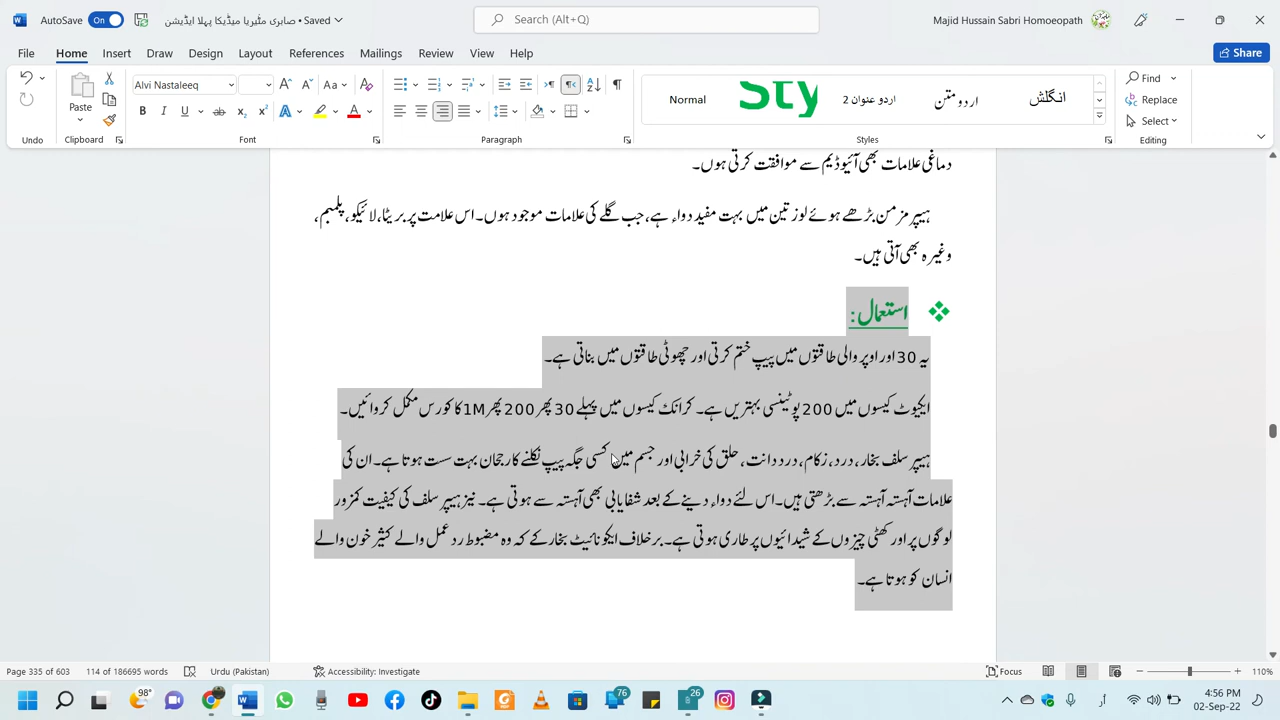 AutoSave On صابری مٹیریا میڈیکا پہلا ایڈیشن • Saved
Search (Alt+Q)
Majid Hussain Sabri Homoeopath
File Home Insert Draw Design Layout References Mailings Review View Help
Share
Alvi Nastaleeq
Paste
Normal Sty اردو عنوان 2 اردو متن انگلش
Find
Replace
Select
Undo Clipboard Font Paragraph Styles Editing
دماغی علامات بھی آئیوڈیم سے موافقت کرتی ہوں۔
ہیپر مزمن بڑھے ہوئے لوزتین میں بہت مفید دواء ہے، جب گلے کی علامات موجود ہوں۔ اس علامت پر بریٹا، لائیکو، پلمبم،
وغیرہ بھی آتی ہیں۔
استعمال:
یہ 30 اور اوپر والی طاقتوں میں پیپ ختم کرتی اور چھوٹی طاقتوں میں بناتی ہے۔
ایکیوٹ کیسوں میں 200 پوٹینسی بہتریں ہے۔ کرانک کیسوں میں پہلے 30 پھر 200 پھر 1M کا کورس مکمل کروائیں۔
ہیپر سلف بخار، درد، زکام، درد دانت، حلق کی خرابی اور جسم میں کسی جگہ پیپ نکلنے کا رجحان بہت سست ہوتا ہے۔ ان کی
علامات آہستہ آہستہ سے بڑھتی ہیں۔ اس لئے دواء دینے کے بعد شفایابی بھی آہستہ سے ہوتی ہے۔ نیز ہیپر سلف کی کیفیت کمزور
لوگوں پر اور کھٹی چیزوں کے شیدائیوں پر طاری ہوتی ہے۔ برخلاف ایکونائیٹ بخار کے کہ وہ مضبوط رد عمل والے کثیر خون والے
انسان کو ہوتا ہے۔
Page 335 of 603 114 of 186695 words Urdu (Pakistan) Accessibility: Investigate Focus 110%
98° 76 26 4:56 PM
02-Sep-22